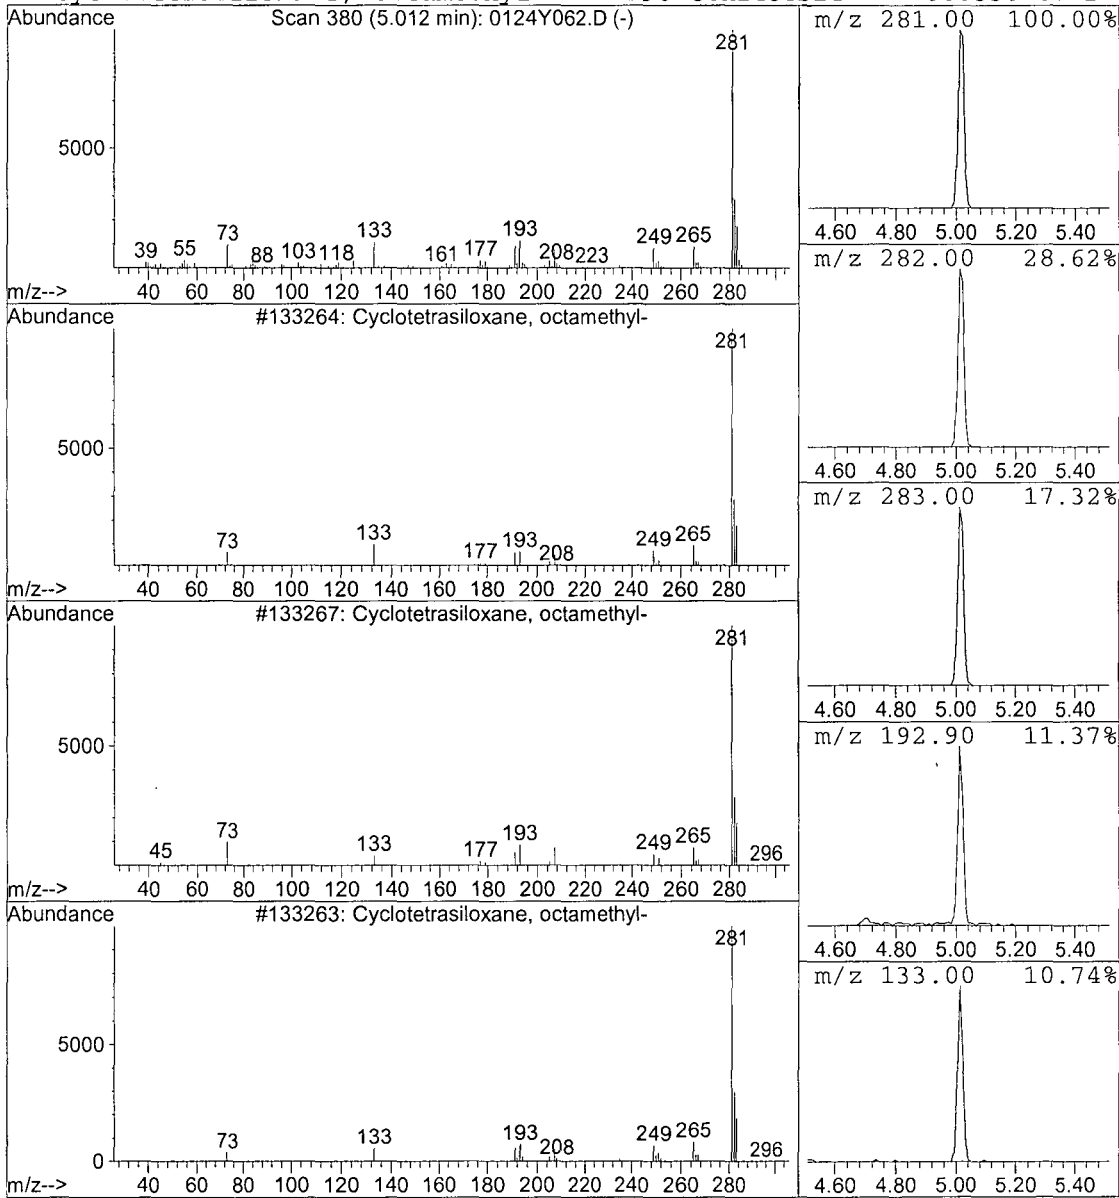 Abundance Scan 380 (5.012 min): 0124Y062.D (-)
281
5000
39 55 73 88 103 118 133 161 177 193 208 223 249 265
m/z--> 40 60 80 100 120 140 160 180 200 220 240 260 280
Abundance #133264: Cyclotetrasiloxane, octamethyl-
281
5000
73 133 177 193 208 249 265
m/z--> 40 60 80 100 120 140 160 180 200 220 240 260 280
Abundance #133267: Cyclotetrasiloxane, octamethyl-
281
5000
45 73 133 177 193 249 265 296
m/z--> 40 60 80 100 120 140 160 180 200 220 240 260 280
Abundance #133263: Cyclotetrasiloxane, octamethyl-
281
5000
73 133 193 208 249 265 296
0
m/z--> 40 60 80 100 120 140 160 180 200 220 240 260 280
m/z 281.00 100.00%
4.60 4.80 5.00 5.20 5.40
m/z 282.00 28.62%
4.60 4.80 5.00 5.20 5.40
m/z 283.00 17.32%
4.60 4.80 5.00 5.20 5.40
m/z 192.90 11.37%
4.60 4.80 5.00 5.20 5.40
m/z 133.00 10.74%
4.60 4.80 5.00 5.20 5.40